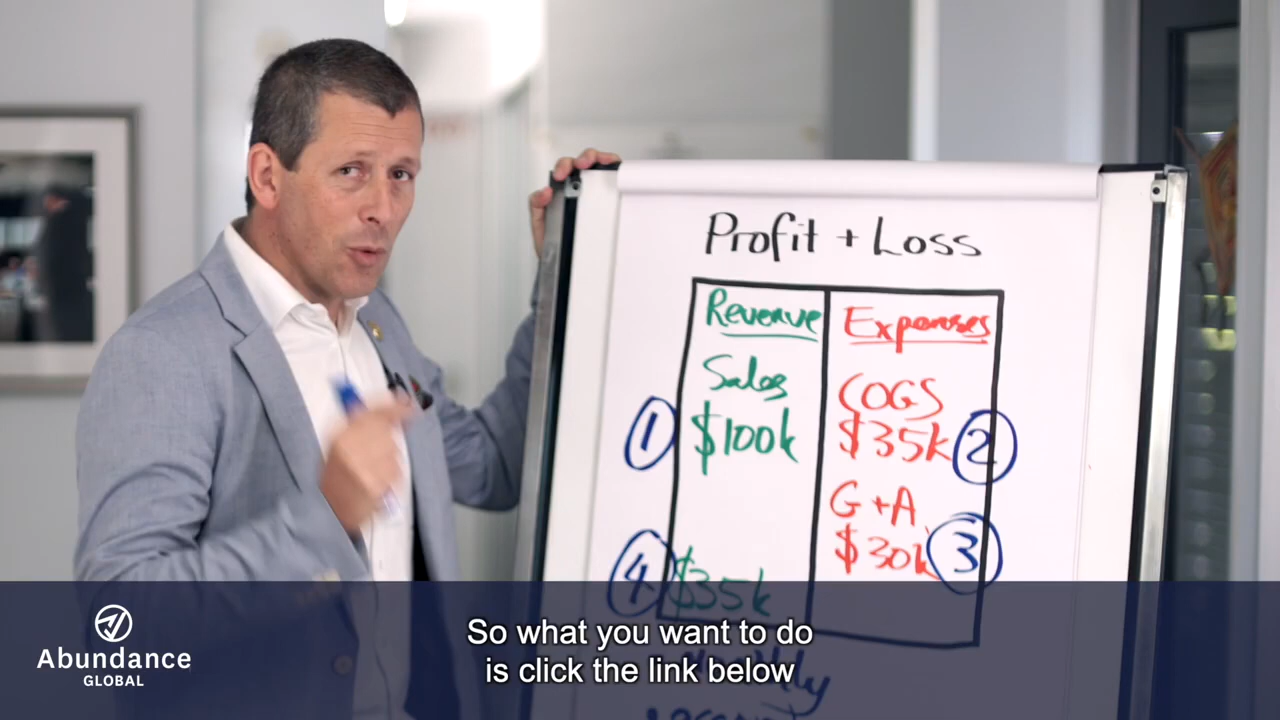 Profit + Loss
Revenue
Expenses
Sales
COGS
1
$100k
$35k
2
G + A
$30k
3
4
$35k
Abundance
GLOBAL
So what you want to do
is click the link below